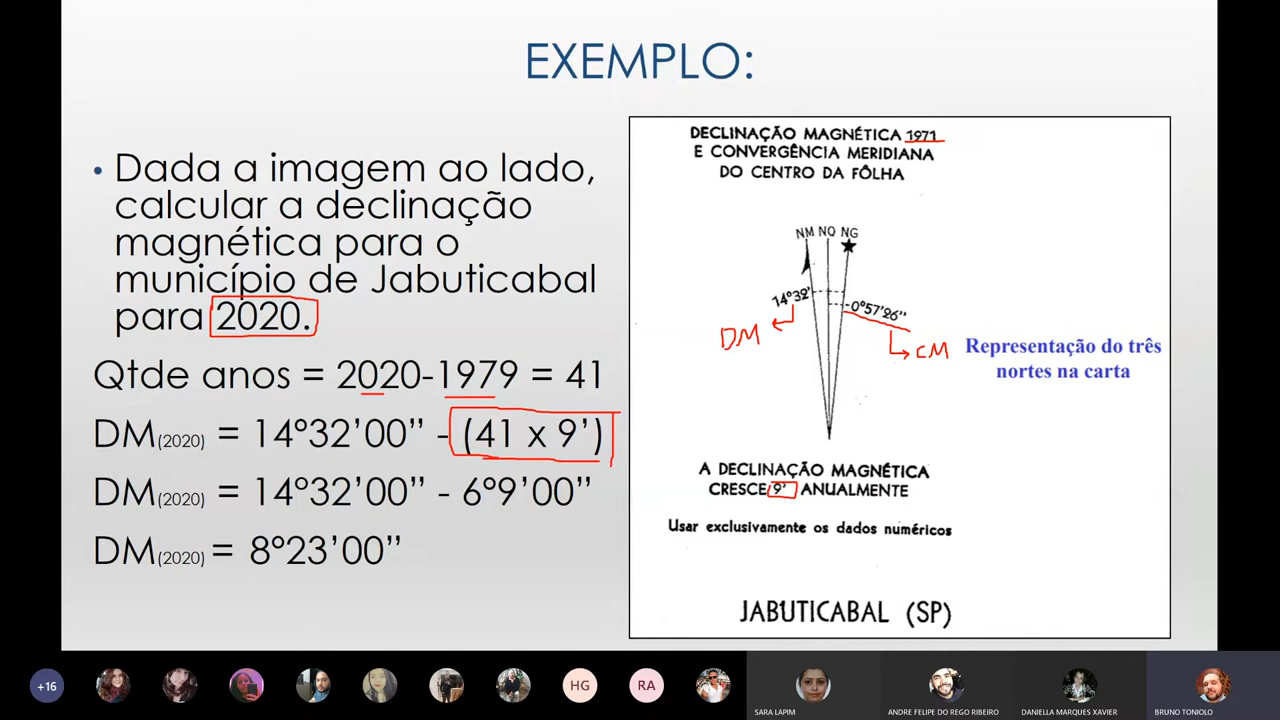 EXEMPLO:
• Dada a imagem ao lado,
calcular a declinação
magnética para o
município de Jabuticabal
para 2020.
Qtde anos = 2020-1979 = 41
DM(2020) = 14°32’00” - (41 x 9’)
DM(2020) = 14°32’00” - 6°9’00”
DM(2020) = 8°23’00”
DECLINAÇÃO MAGNÉTICA 1971
E CONVERGÊNCIA MERIDIANA
DO CENTRO DA FÔLHA
NM NQ NG
14°32'
-0°57'26"
DM
CM
Representação do três
nortes na carta
A DECLINAÇÃO MAGNÉTICA
CRESCE 9' ANUALMENTE
Usar exclusivamente os dados numéricos
JABUTICABAL (SP)
+16
HG
RA
SARA LAPIM
ANDRE FELIPE DO REGO RIBEIRO
DANIELLA MARQUES XAVIER
BRUNO TONIOLO